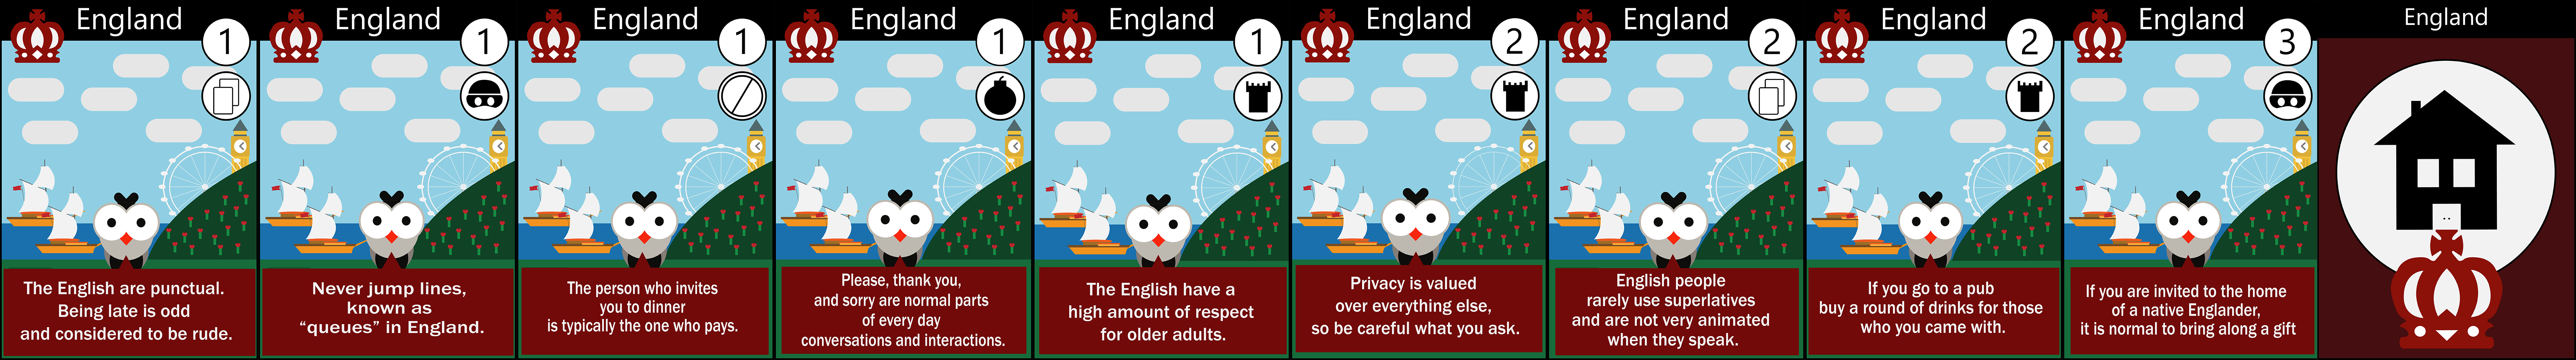 England
1
The English are punctual.
Being late is odd
and considered to be rude.
England
1
Never jump lines,
known as
“queues” in England.
England
1
The person who invites
you to dinner
is typically the one who pays.
England
1
Please, thank you,
and sorry are normal parts
of every day
conversations and interactions.
England
1
The English have a
high amount of respect
for older adults.
England
2
Privacy is valued
over everything else,
so be careful what you ask.
England
2
English people
rarely use superlatives
and are not very animated
when they speak.
England
2
If you go to a pub
buy a round of drinks for those
who you came with.
England
3
If you are invited to the home
of a native Englander,
it is normal to bring along a gift
England